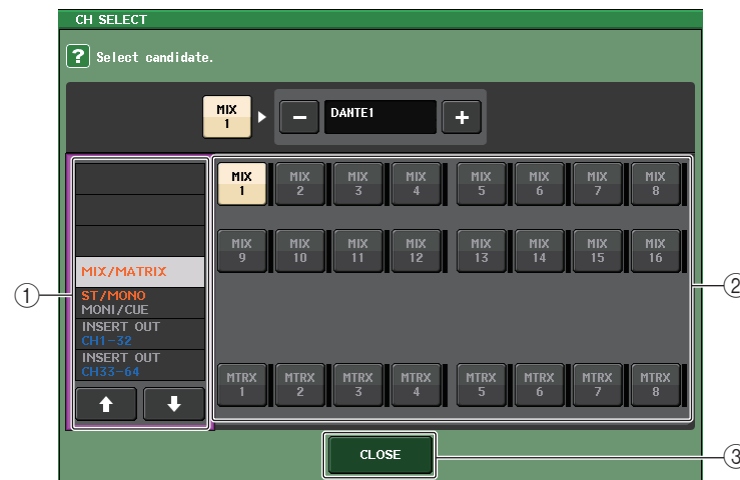 CH SELECT
? Select candidate.
MIX 1 − DANTE1 +
MIX/MATRIX
ST/MONO
MONI/CUE
INSERT OUT
CH1-32
INSERT OUT
CH33-64
MIX 1 MIX 2 MIX 3 MIX 4 MIX 5 MIX 6 MIX 7 MIX 8
MIX 9 MIX 10 MIX 11 MIX 12 MIX 13 MIX 14 MIX 15 MIX 16
MTRX 1 MTRX 2 MTRX 3 MTRX 4 MTRX 5 MTRX 6 MTRX 7 MTRX 8
CLOSE
①
②
③